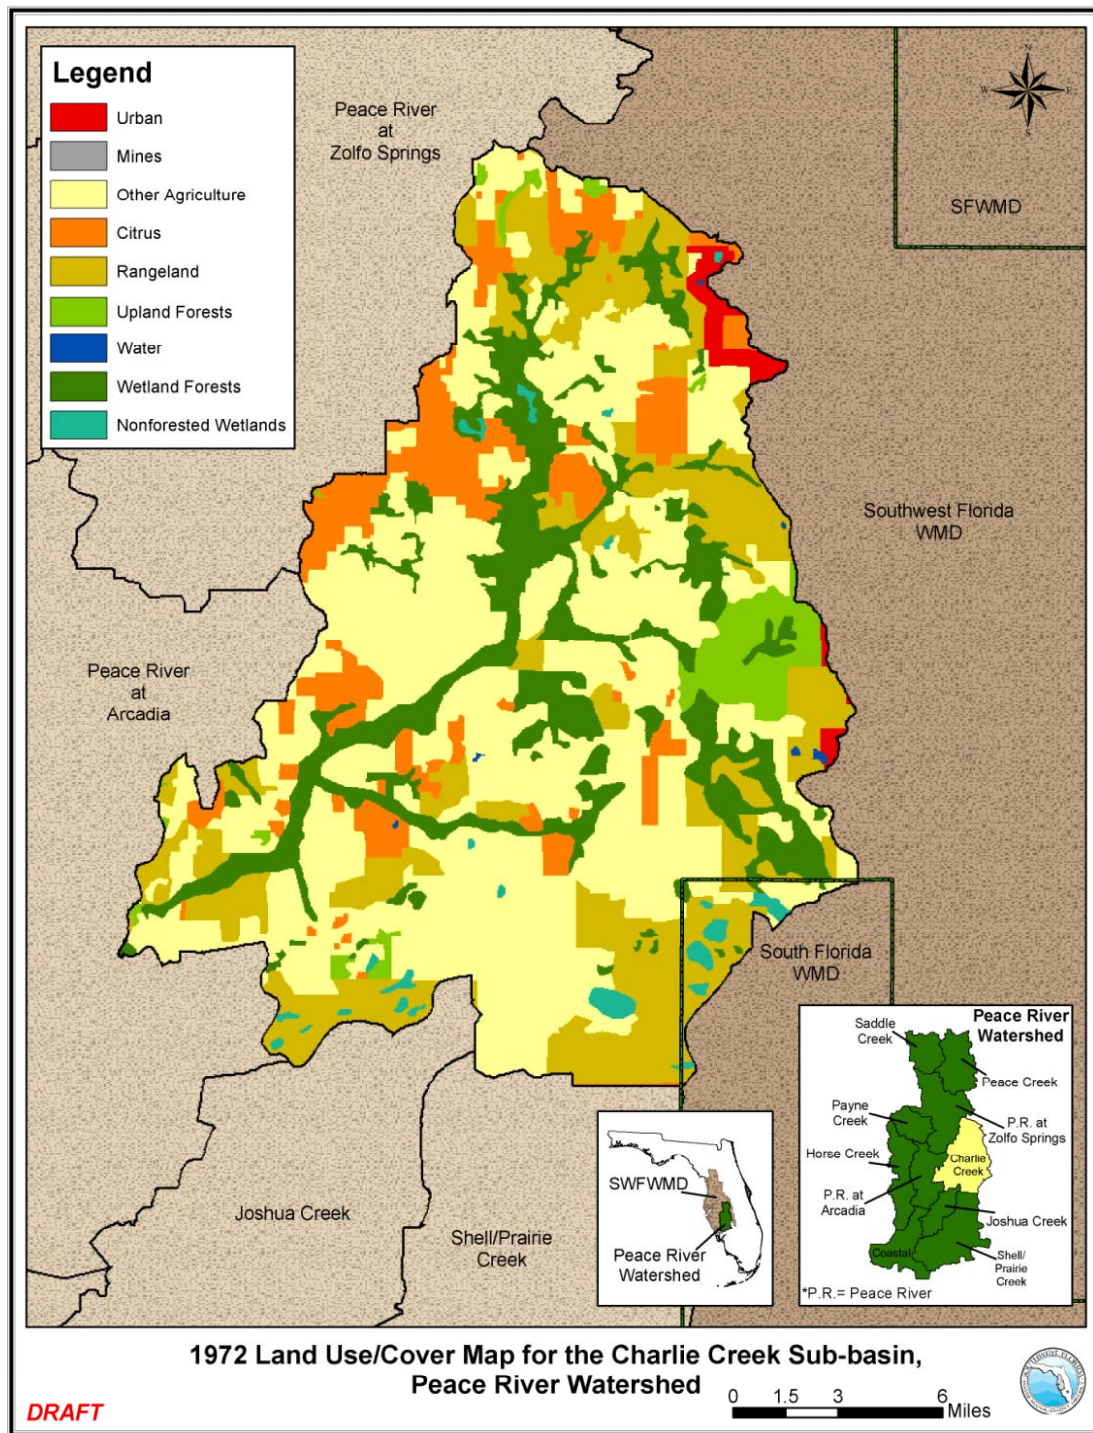 Legend
Urban
Mines
Other Agriculture
Citrus
Rangeland
Upland Forests
Water
Wetland Forests
Nonforested Wetlands
Peace River
at
Zolfo Springs
N
W
E
S
SFWMD
Southwest Florida
WMD
Peace River
at
Arcadia
South Florida
WMD
Joshua Creek
Shell/Prairie
Creek
SWFWMD
Peace River
Watershed
Peace River
Watershed
Saddle
Creek
Peace Creek
Payne
Creek
P.R. at
Zolfo Springs
Horse Creek
Charlie
Creek
P.R. at
Arcadia
Joshua Creek
Coastal
Shell/
Prairie
Creek
*P.R.= Peace River
1972 Land Use/Cover Map for the Charlie Creek Sub-basin,
Peace River Watershed
DRAFT
0 1.5 3 6
Miles